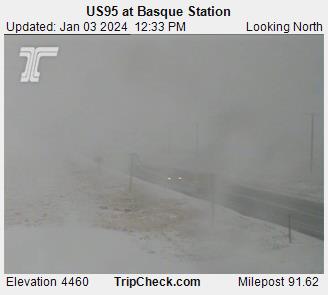 US95 at Basque Station
Updated: Jan 03 2024 12:33 PM Looking North
Elevation 4460 TripCheck.com Milepost 91.62